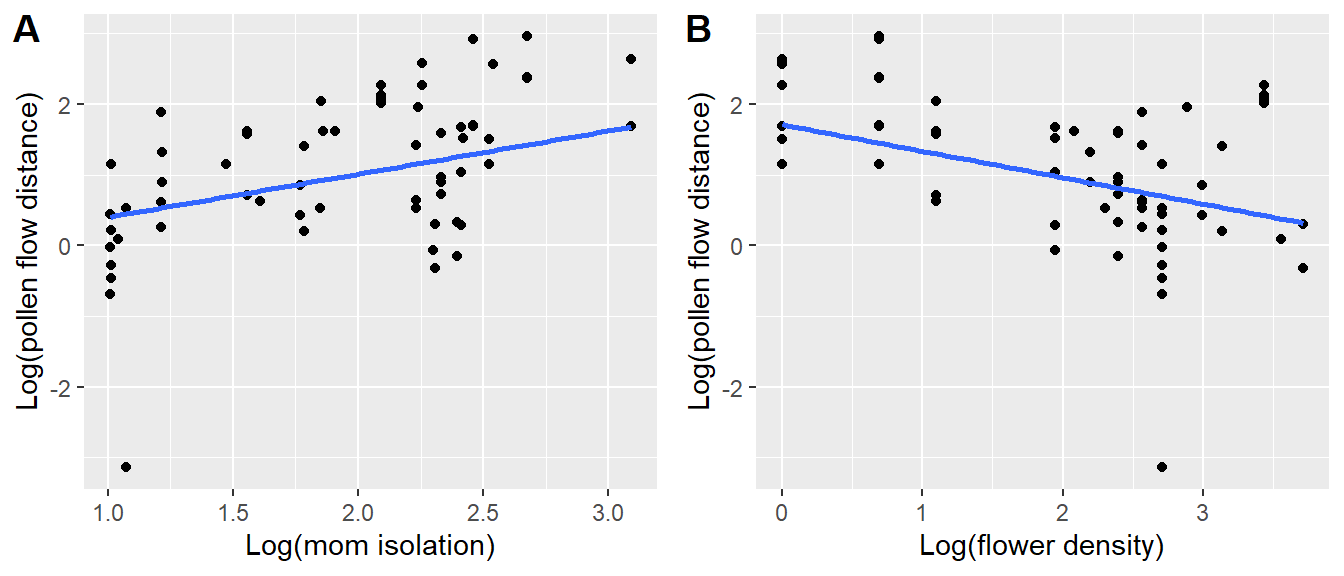 A
Log(pollen flow distance)
2
0
-2
1.0 1.5 2.0 2.5 3.0
Log(mom isolation)
B
Log(pollen flow distance)
2
0
-2
0 1 2 3
Log(flower density)